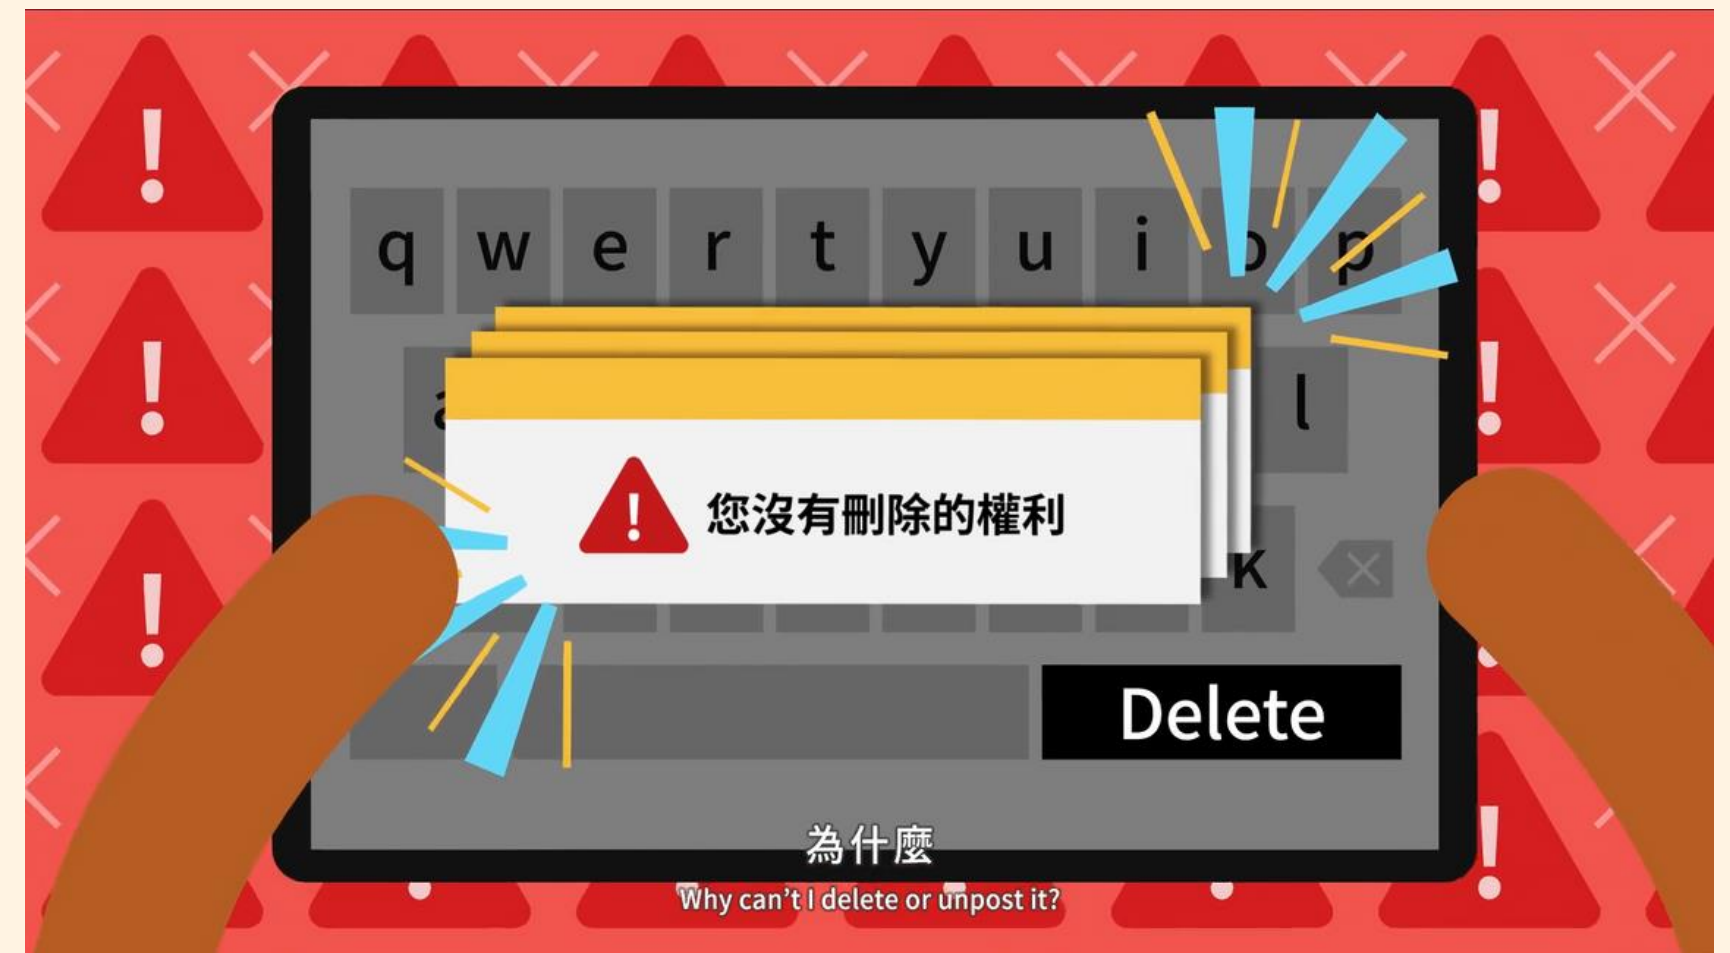 q w e r t y u i o p
a l
您沒有刪除的權利
K
Delete
為什麼
Why can't I delete or unpost it?